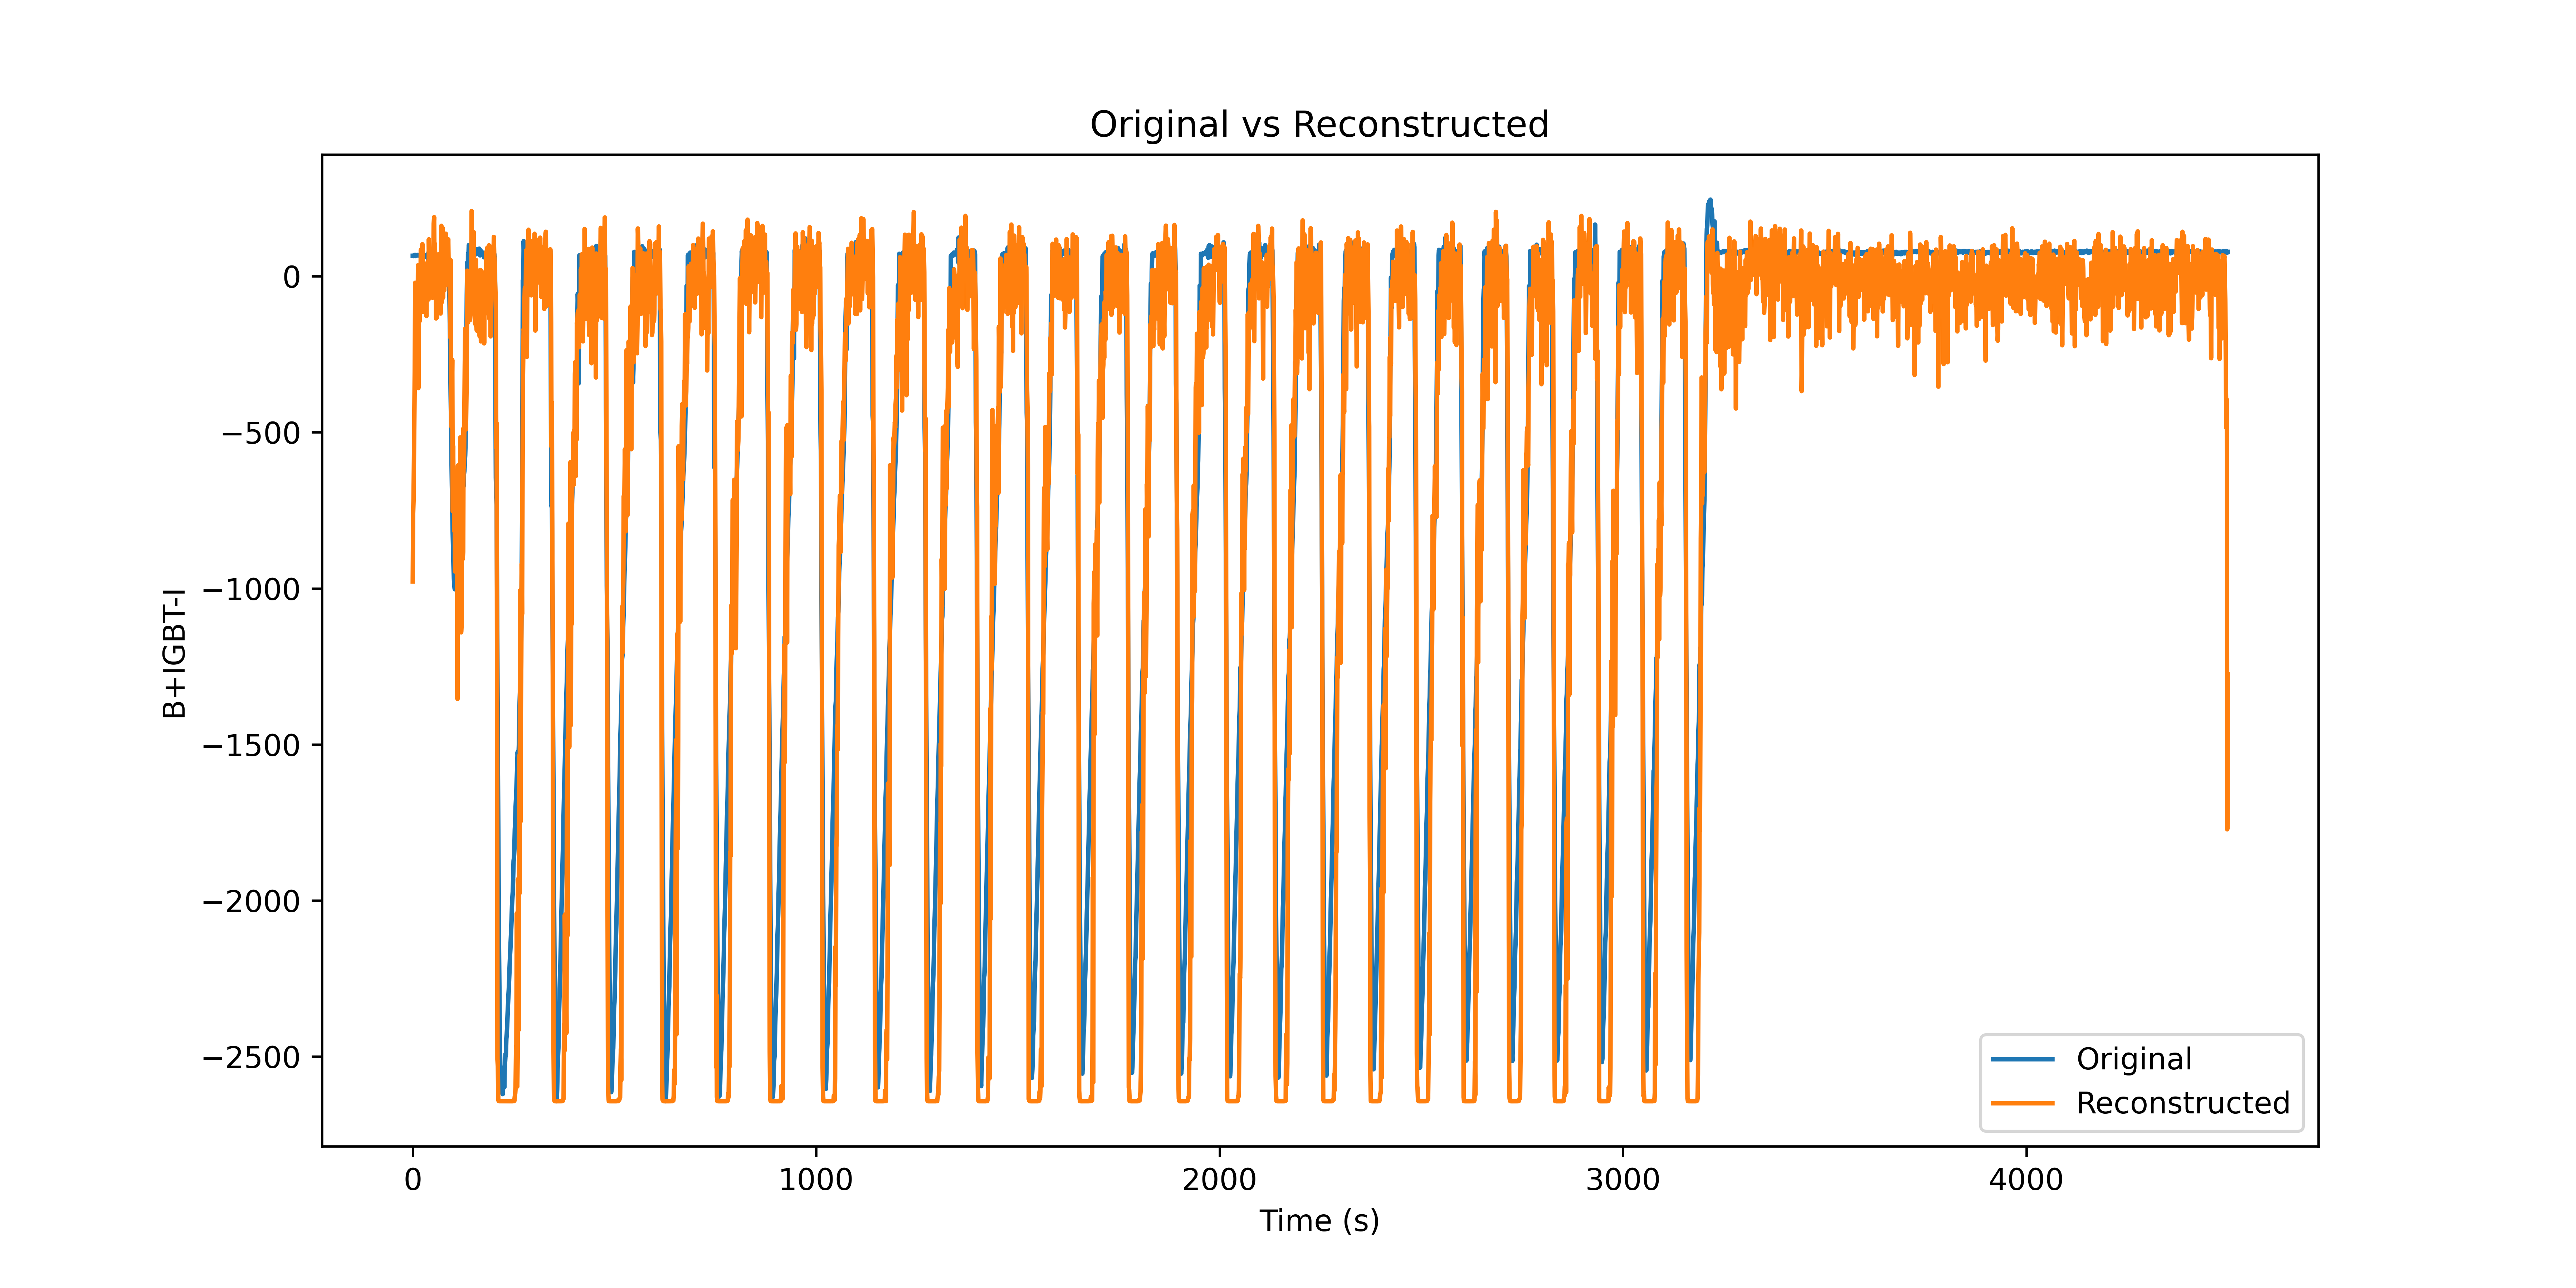 Original vs Reconstructed
B+IGBT-I
0
−500
−1000
−1500
−2000
−2500
0 1000 2000 3000 4000
Time (s)
Original
Reconstructed